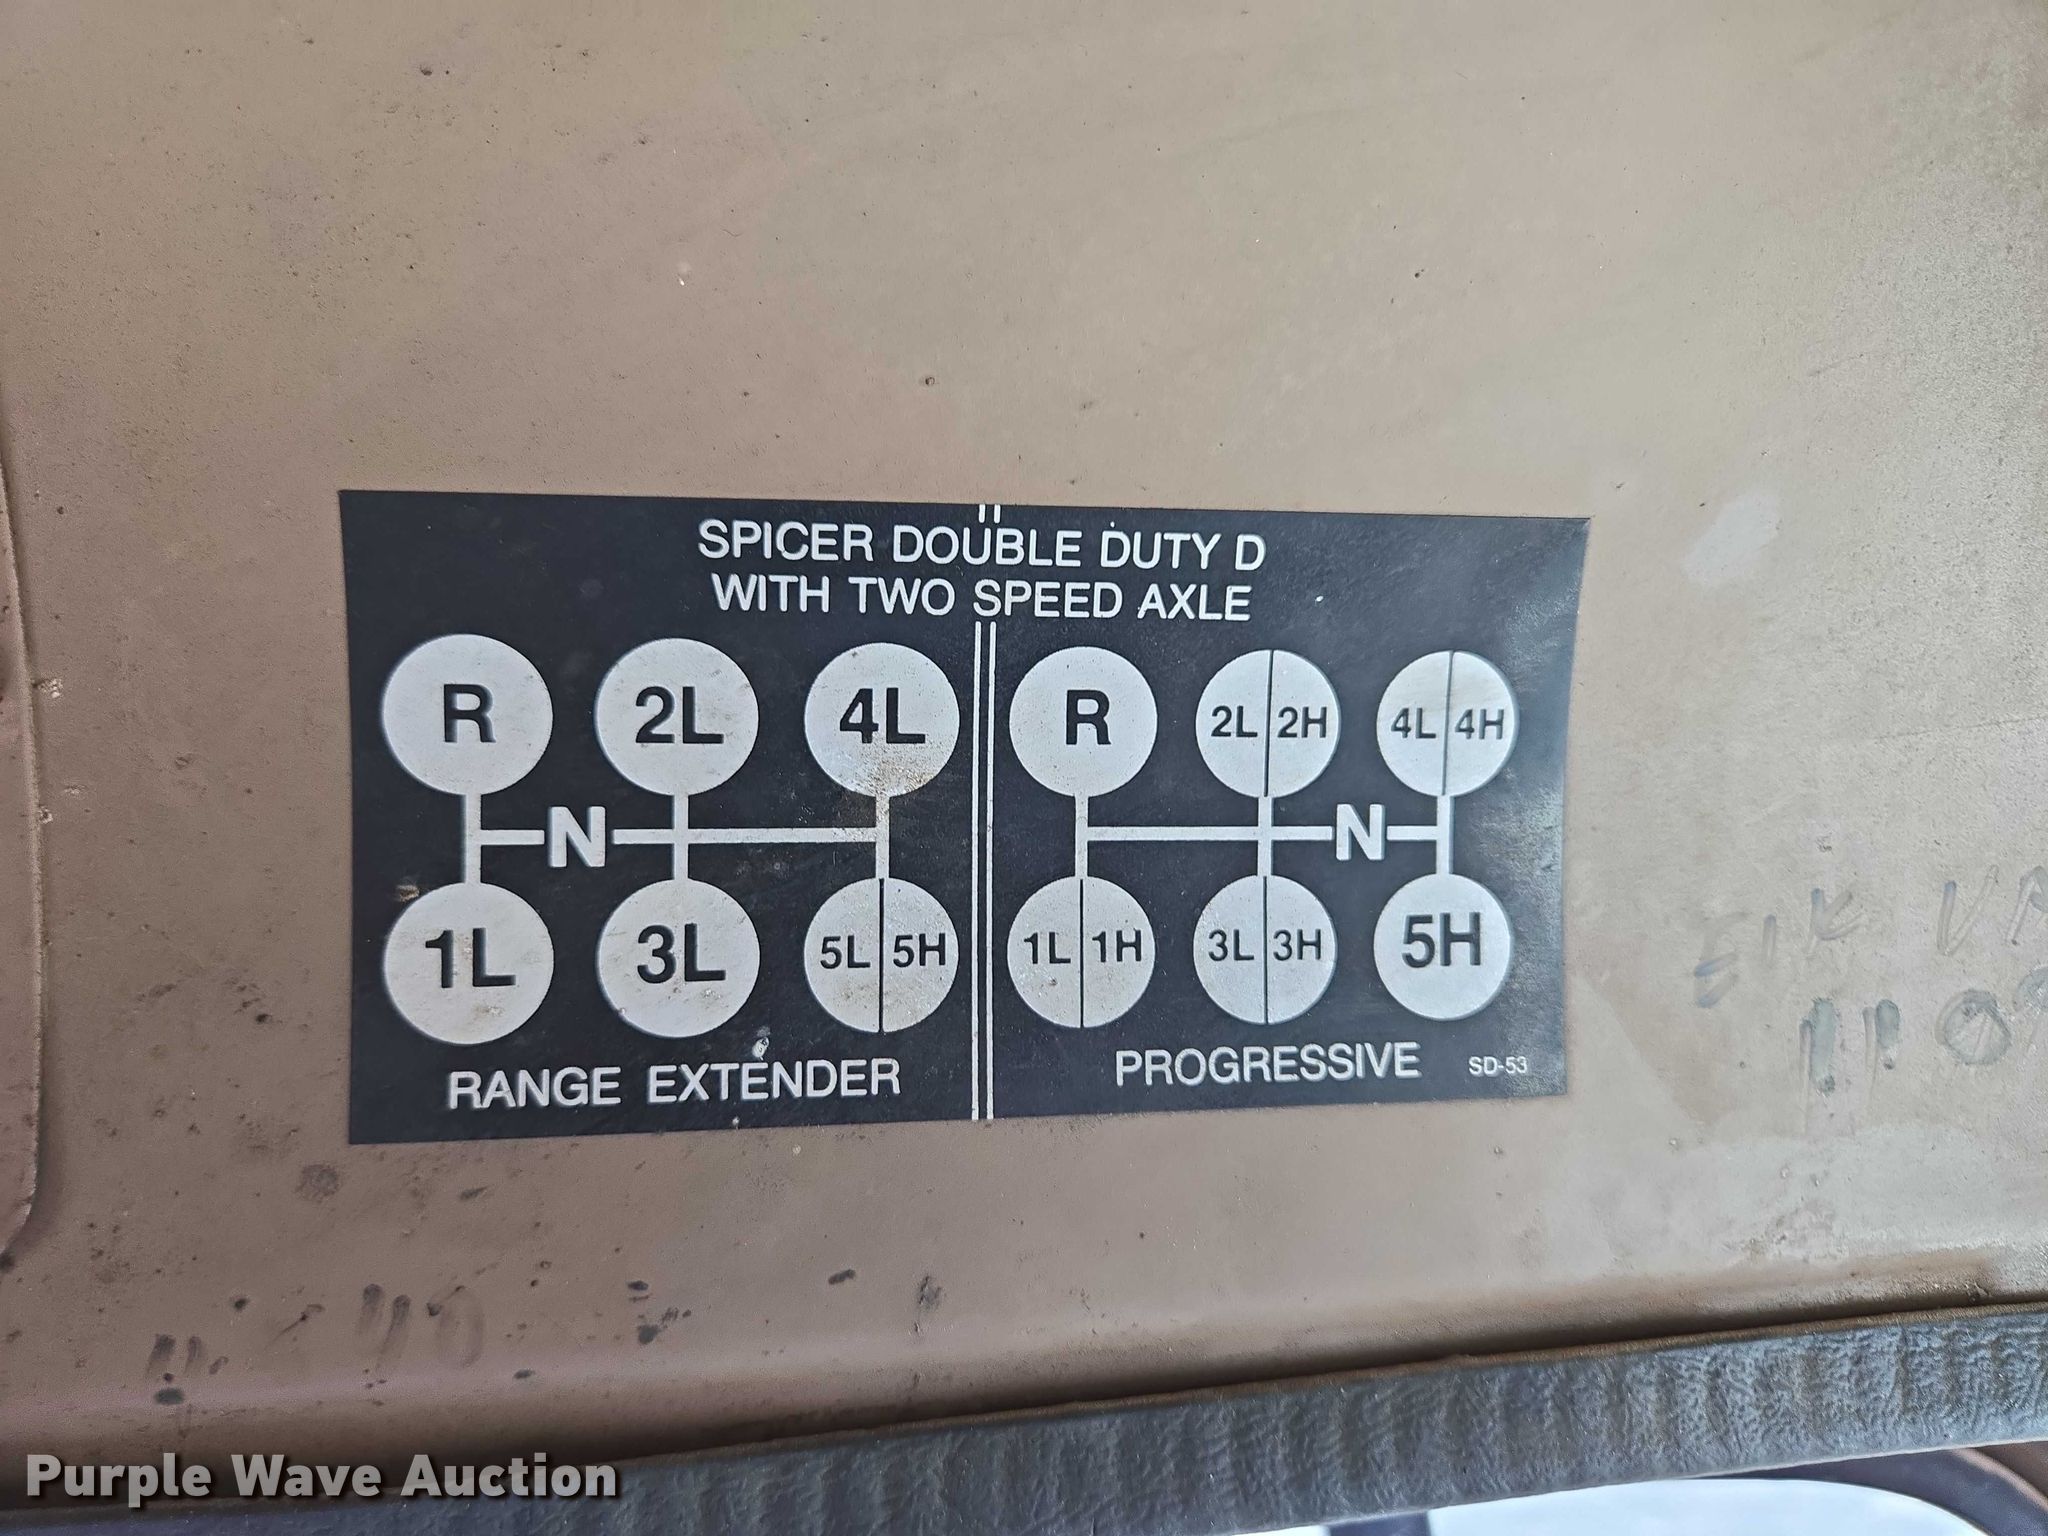 SPICER DOUBLE DUTY D
WITH TWO SPEED AXLE
R 2L 4L
N
1L 3L 5L 5H
RANGE EXTENDER
R 2L 2H 4L 4H
N
1L 1H 3L 3H 5H
PROGRESSIVE SD-53
Purple Wave Auction